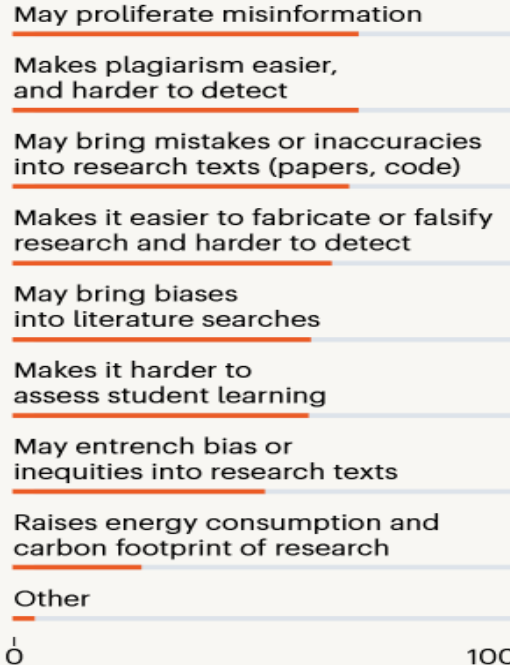 May proliferate misinformation
Makes plagiarism easier,
and harder to detect
May bring mistakes or inaccuracies
into research texts (papers, code)
Makes it easier to fabricate or falsify
research and harder to detect
May bring biases
into literature searches
Makes it harder to
assess student learning
May entrench bias or
inequities into research texts
Raises energy consumption and
carbon footprint of research
Other
0 100